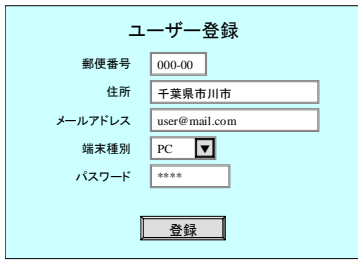 ユーザー登録
郵便番号 000-00
住所 千葉県市川市
メールアドレス user@mail.com
端末種別 PC ▼
パスワード ****
登録